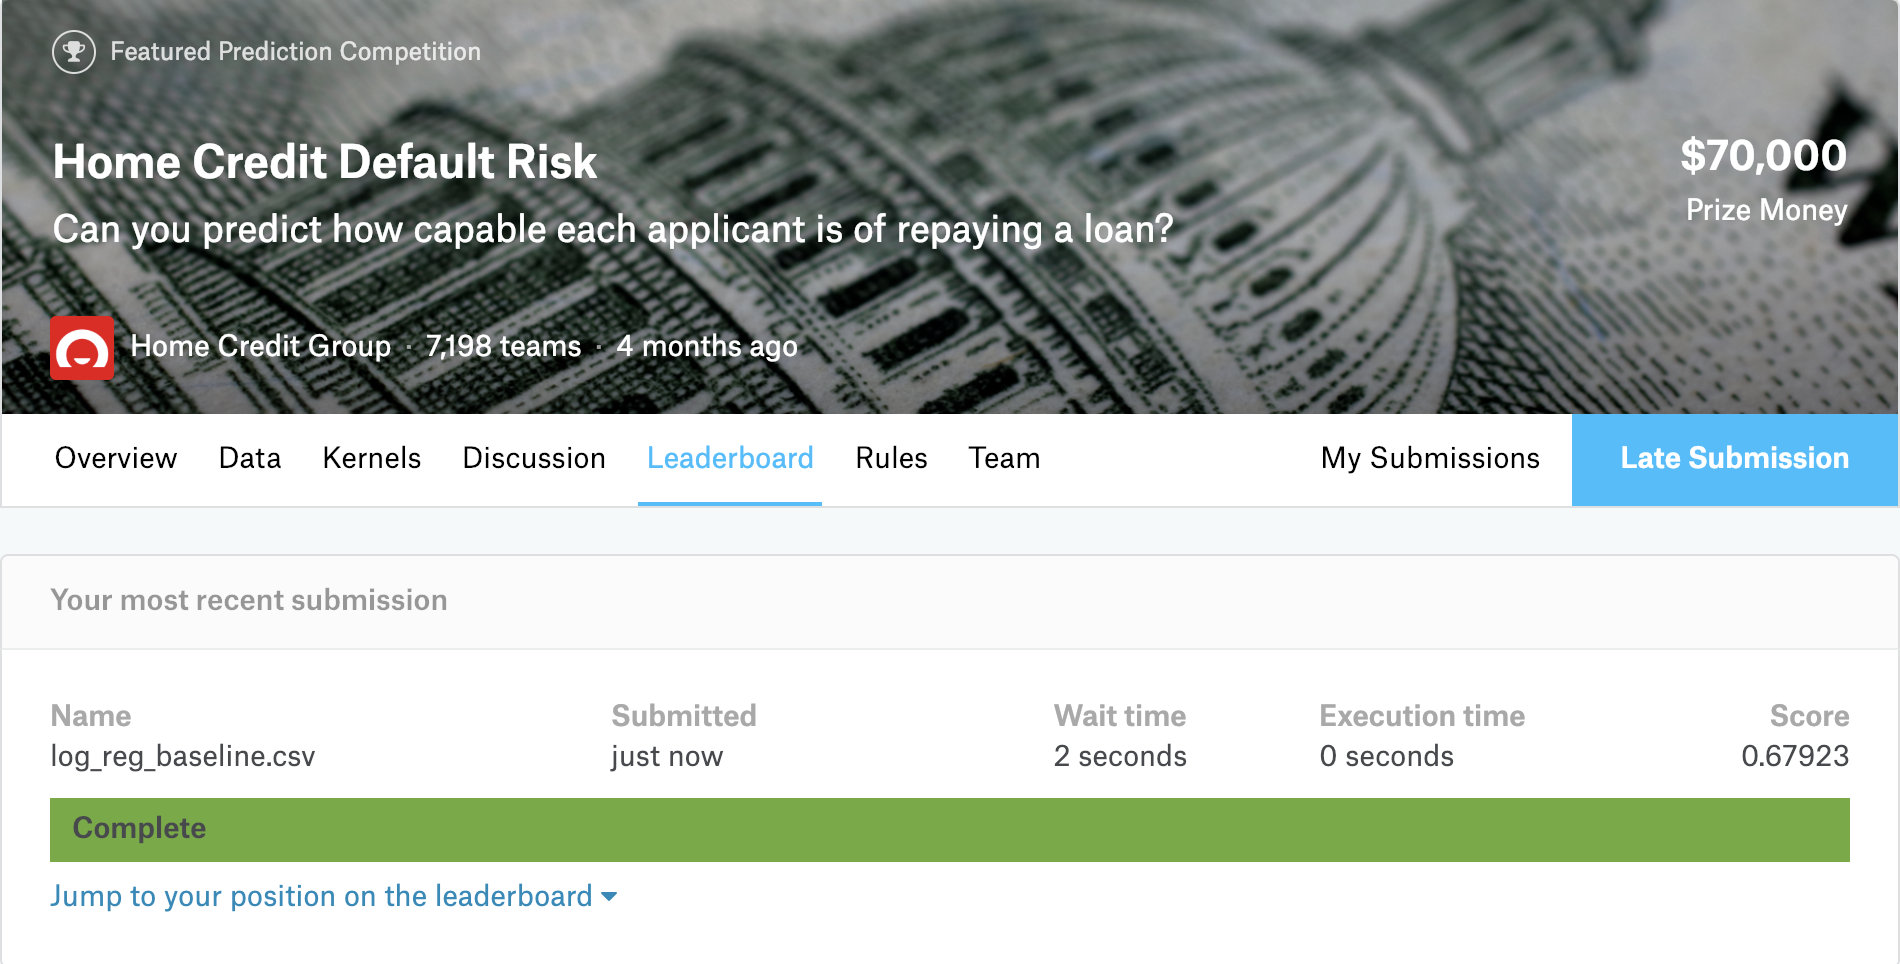 Featured Prediction Competition
Home Credit Default Risk
$70,000
Can you predict how capable each applicant is of repaying a loan?
Prize Money
Home Credit Group · 7,198 teams · 4 months ago
Overview Data Kernels Discussion Leaderboard Rules Team My Submissions Late Submission
Your most recent submission
Name Submitted Wait time Execution time Score
log_reg_baseline.csv just now 2 seconds 0 seconds 0.67923
Complete
Jump to your position on the leaderboard